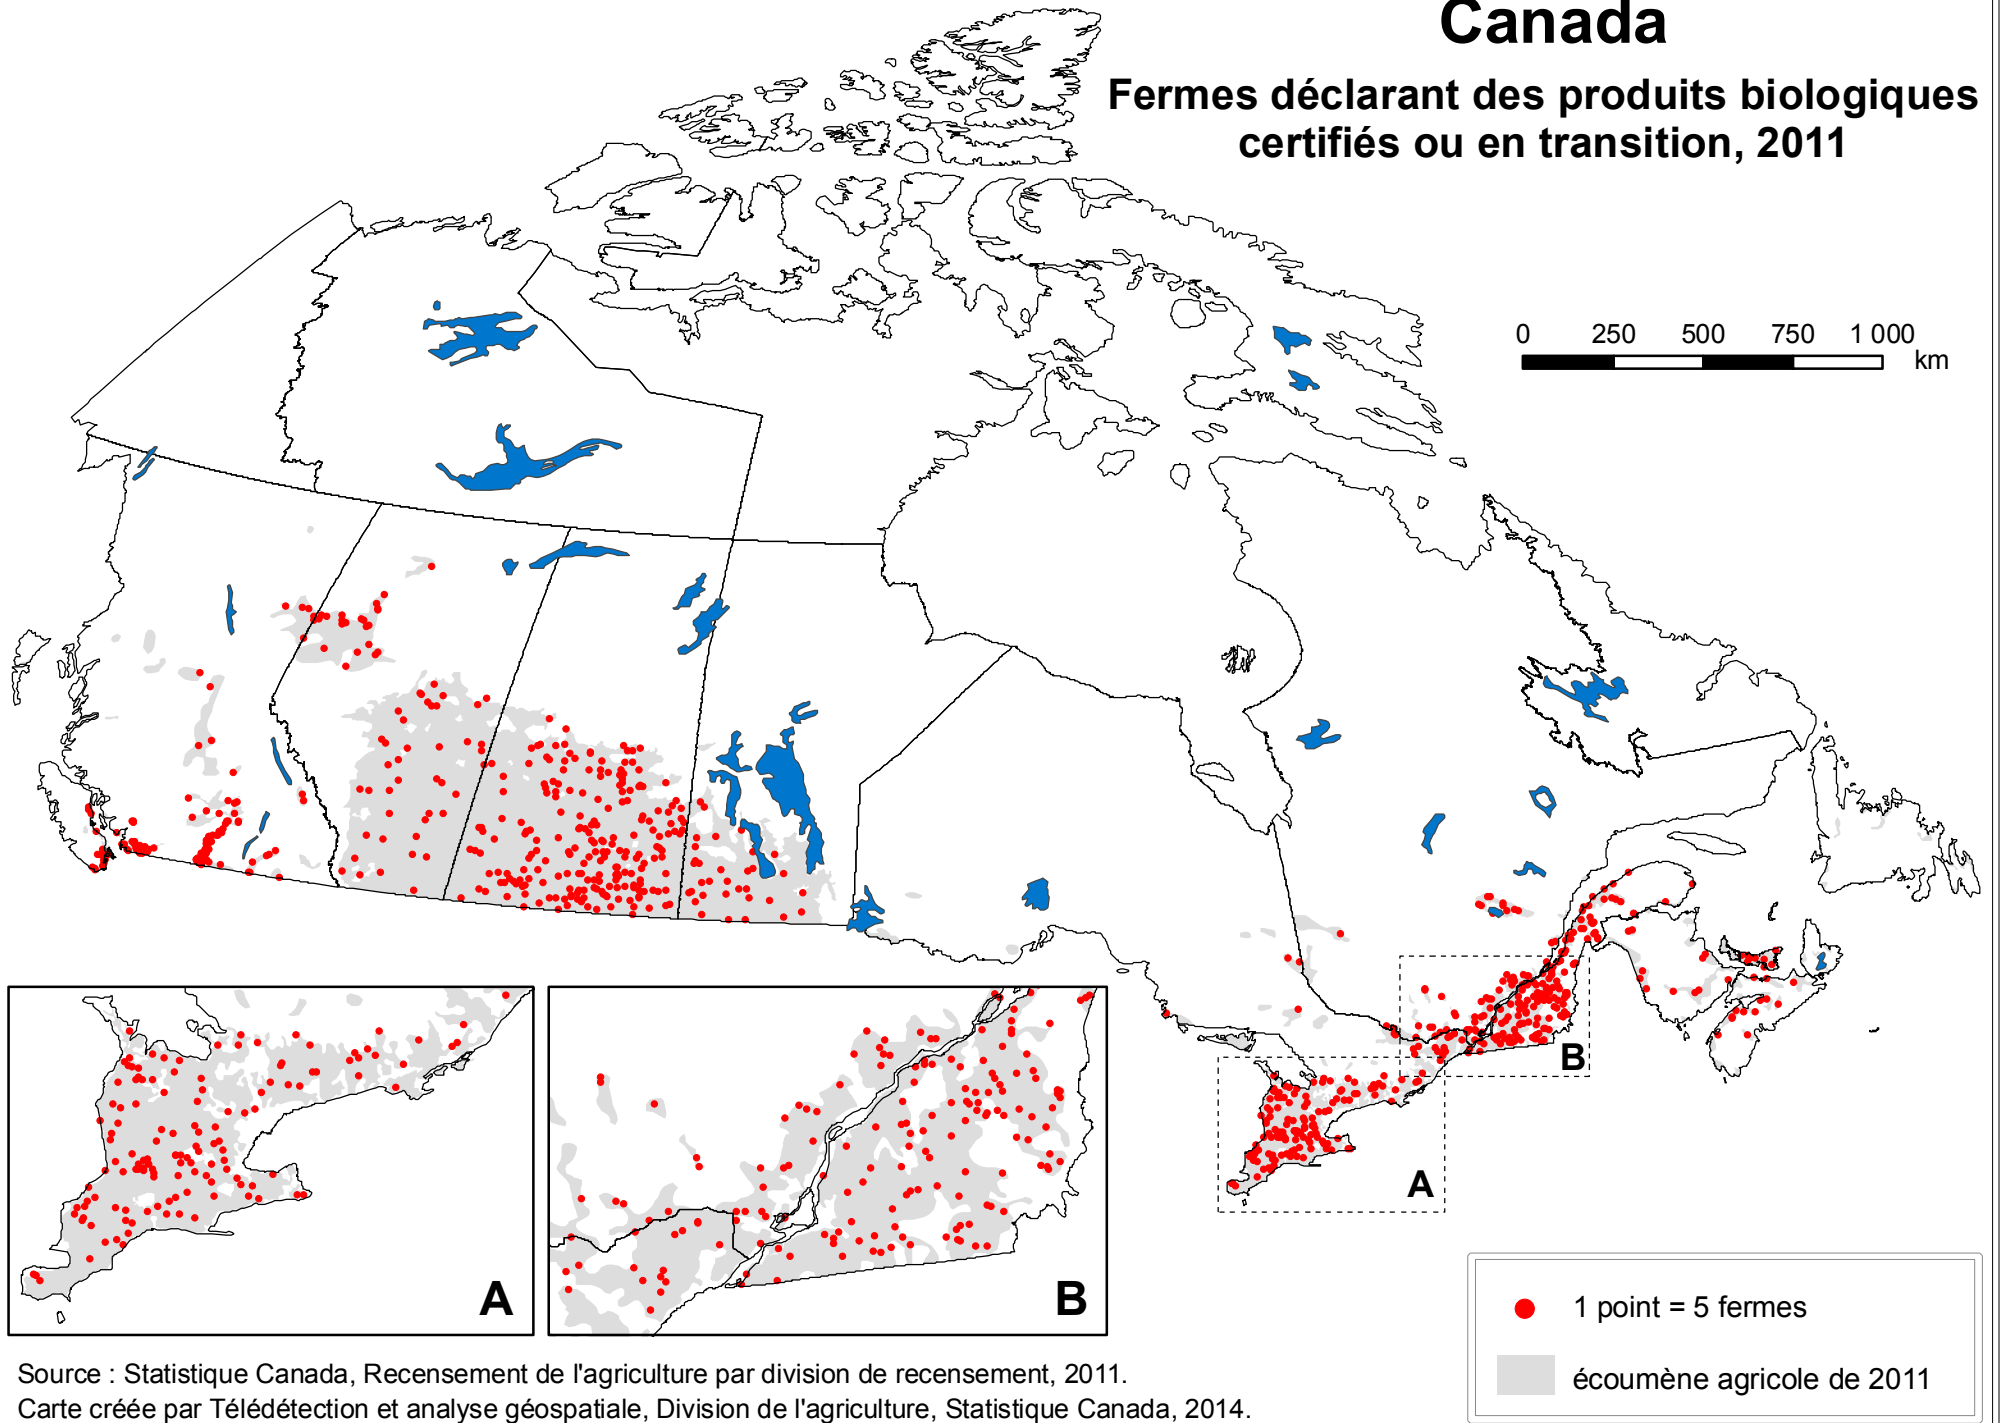 Canada
Fermes déclarant des produits biologiques
certifiés ou en transition, 2011
0 250 500 750 1 000
km
B
A
A
B
1 point = 5 fermes
écoumène agricole de 2011
Source : Statistique Canada, Recensement de l'agriculture par division de recensement, 2011.
Carte créée par Télédétection et analyse géospatiale, Division de l'agriculture, Statistique Canada, 2014.